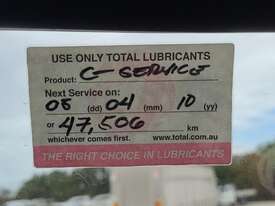 USE ONLY TOTAL LUBRICANTS
Product: C-SERVICE
Next Service on:
08 (dd) 04 (mm) 10 (yy)
or 47,506 km
whichever comes first. www.total.com.au
THE RIGHT CHOICE IN LUBRICANTS